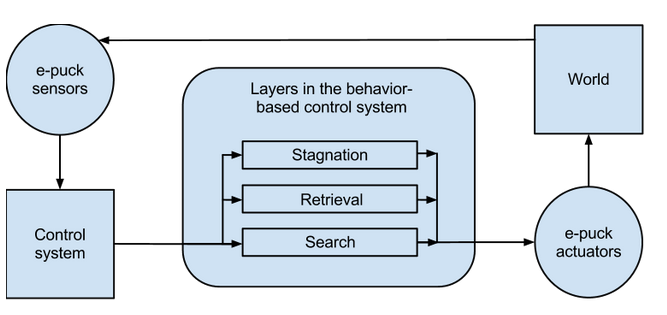 e-puck
sensors
Layers in the behavior-
based control system
World
Stagnation
Retrieval
Search
Control
system
e-puck
actuators